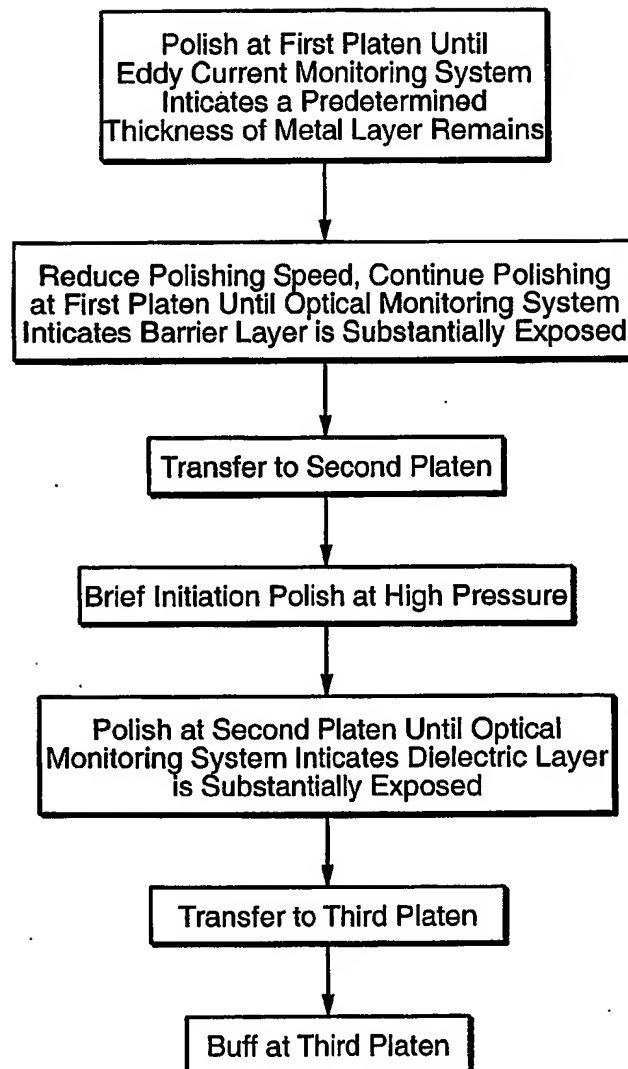 Polish at First Platen Until
Eddy Current Monitoring System
Inticates a Predetermined
Thickness of Metal Layer Remains
Reduce Polishing Speed, Continue Polishing
at First Platen Until Optical Monitoring System
Inticates Barrier Layer is Substantially Exposed
Transfer to Second Platen
Brief Initiation Polish at High Pressure
Polish at Second Platen Until Optical
Monitoring System Inticates Dielectric Layer
is Substantially Exposed
Transfer to Third Platen
Buff at Third Platen